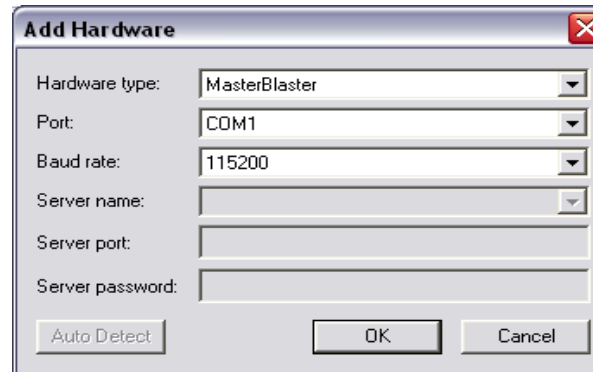 Add Hardware
Hardware type: MasterBlaster
Port: COM1
Baud rate: 115200
Server name:
Server port:
Server password:
Auto Detect OK Cancel